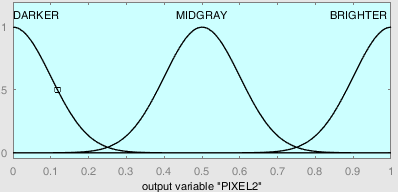 DARKER MIDGRAY BRIGHTER
1
.5
0
0 0.1 0.2 0.3 0.4 0.5 0.6 0.7 0.8 0.9 1
output variable "PIXEL2"